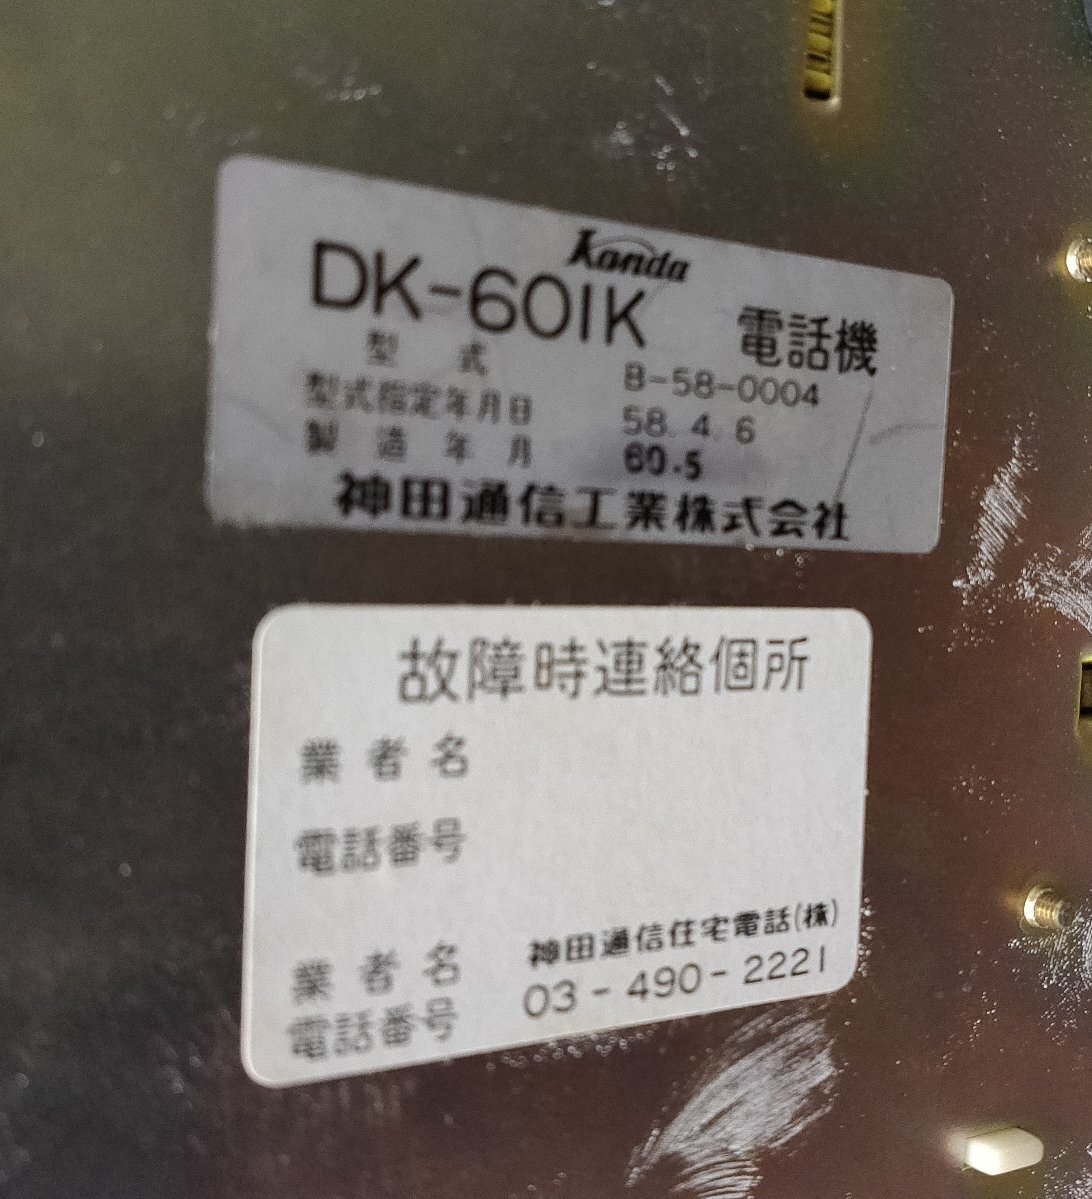 Kanda
DK-601K 電話機
型式 B-58-0004
型式指定年月日 58.4.6
製造年月 60.5
神田通信工業株式会社
故障時連絡個所
業者名
電話番号
業者名 神田通信住宅電話(株)
電話番号 03-490-2221